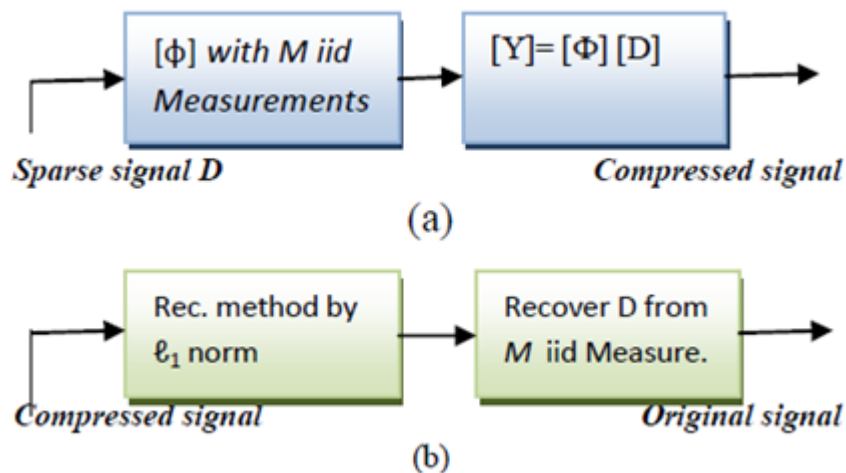 [ϕ] with M iid
Measurements
[Y]= [Φ] [D]
Sparse signal D
Compressed signal
(a)
Rec. method by
ℓ₁ norm
Recover D from
M iid Measure.
Compressed signal
Original signal
(b)